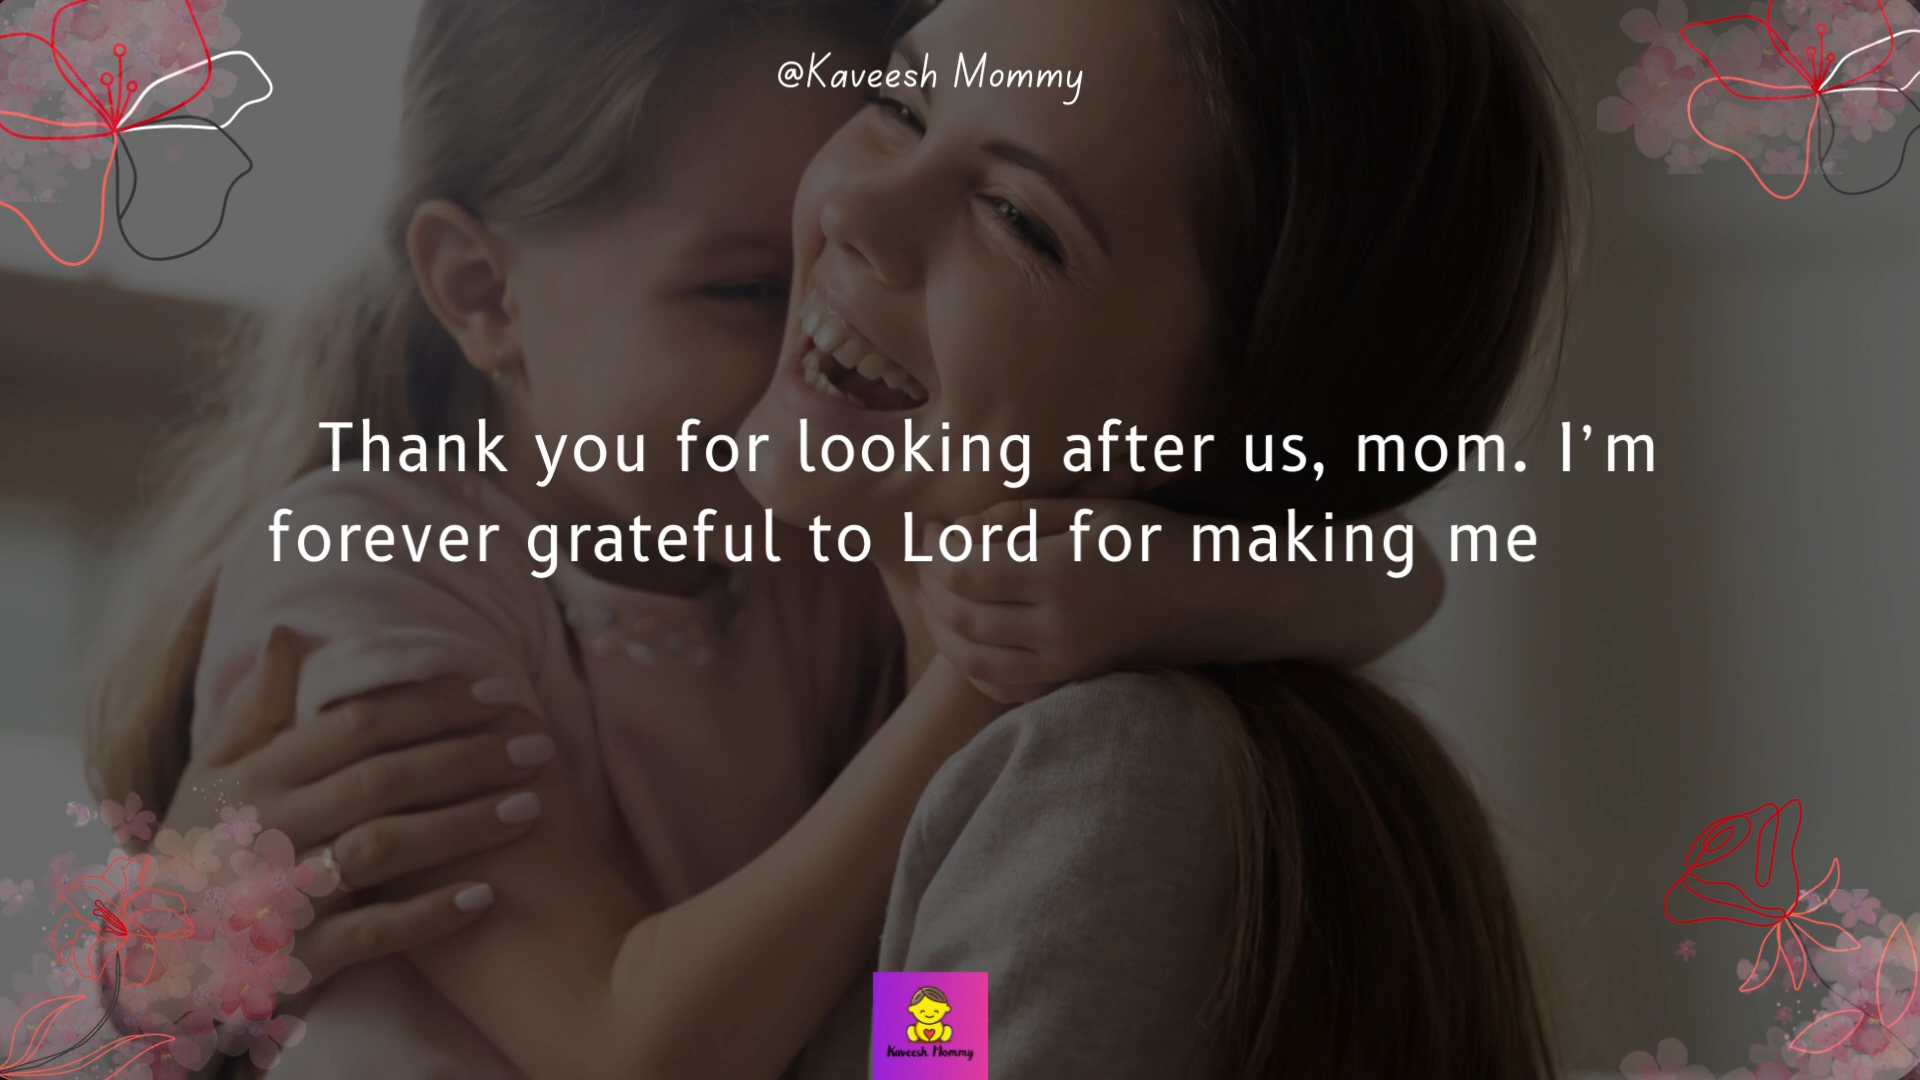 @Kaveesh Mommy
Thank you for looking after us, mom. I'm
forever grateful to Lord for making me
Kaveesh Mommy